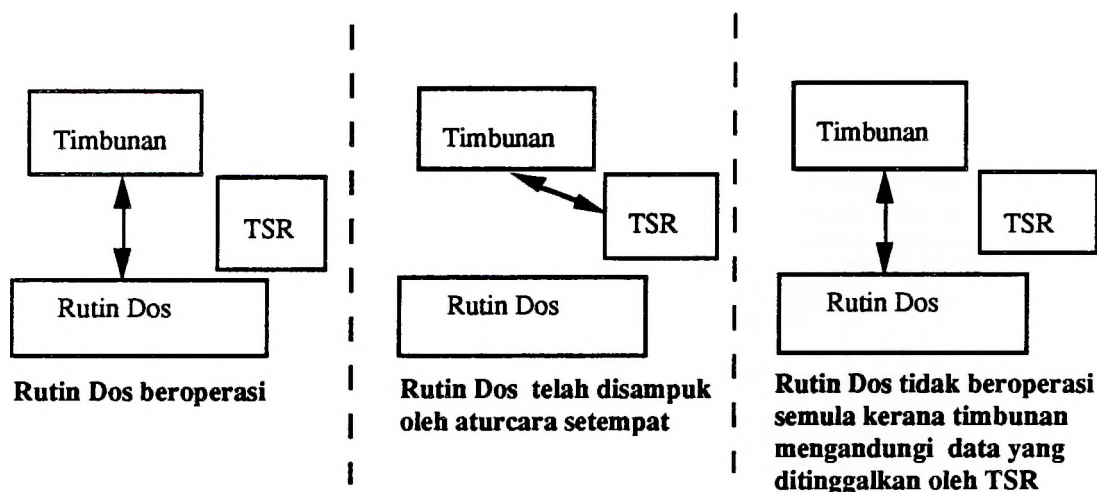 Timbunan
TSR
Rutin Dos
Rutin Dos beroperasi
Timbunan
TSR
Rutin Dos
Rutin Dos telah disampuk
oleh aturcara setempat
Timbunan
TSR
Rutin Dos
Rutin Dos tidak beroperasi
semula kerana timbunan
mengandungi data yang
ditinggalkan oleh TSR